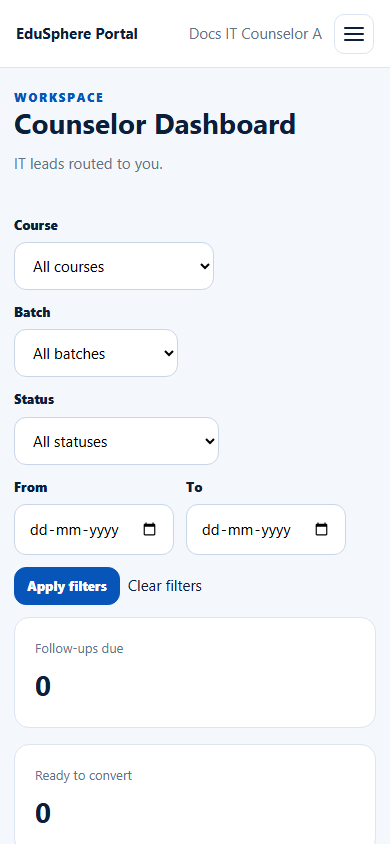 EduSphere Portal
Docs IT Counselor A
WORKSPACE
Counselor Dashboard
IT leads routed to you.
Course
All courses
Batch
All batches
Status
All statuses
From To
dd-mm-yyyy dd-mm-yyyy
Apply filters Clear filters
Follow-ups due
0
Ready to convert
0